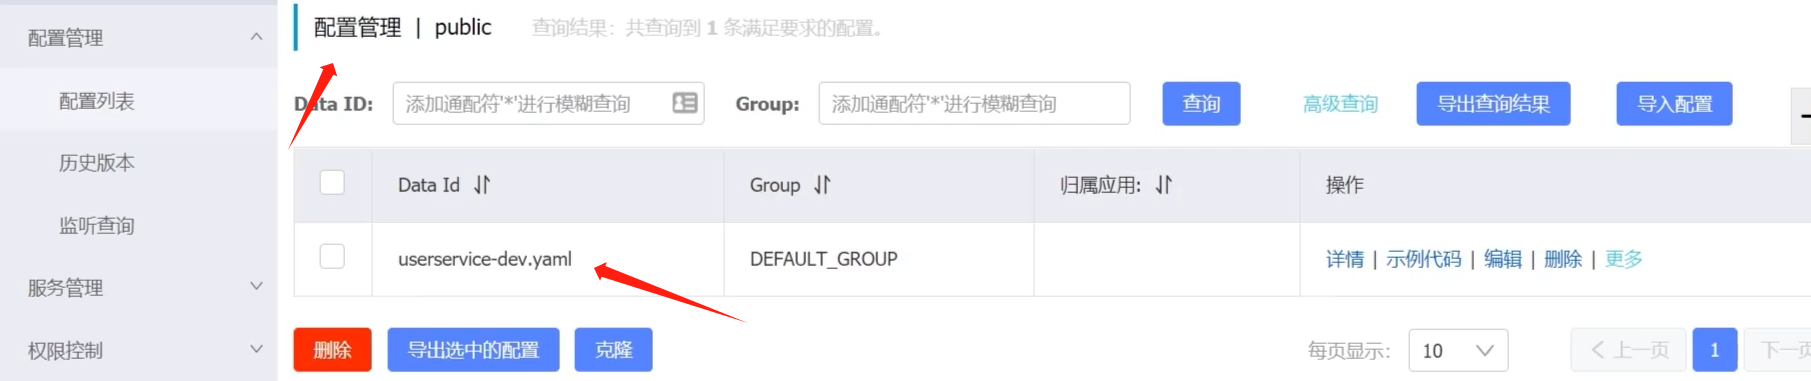 配置管理
配置列表
历史版本
监听查询
服务管理
权限控制
配置管理 | public 查询结果：共查询到 1 条满足要求的配置。
Data ID: 添加通配符'*'进行模糊查询 Group: 添加通配符'*'进行模糊查询 查询 高级查询 导出查询结果 导入配置
Data Id Group 归属应用: 操作
userservice-dev.yaml DEFAULT_GROUP 详情 | 示例代码 | 编辑 | 删除 | 更多
删除 导出选中的配置 克隆 每页显示: 10 上一页 1 下一页